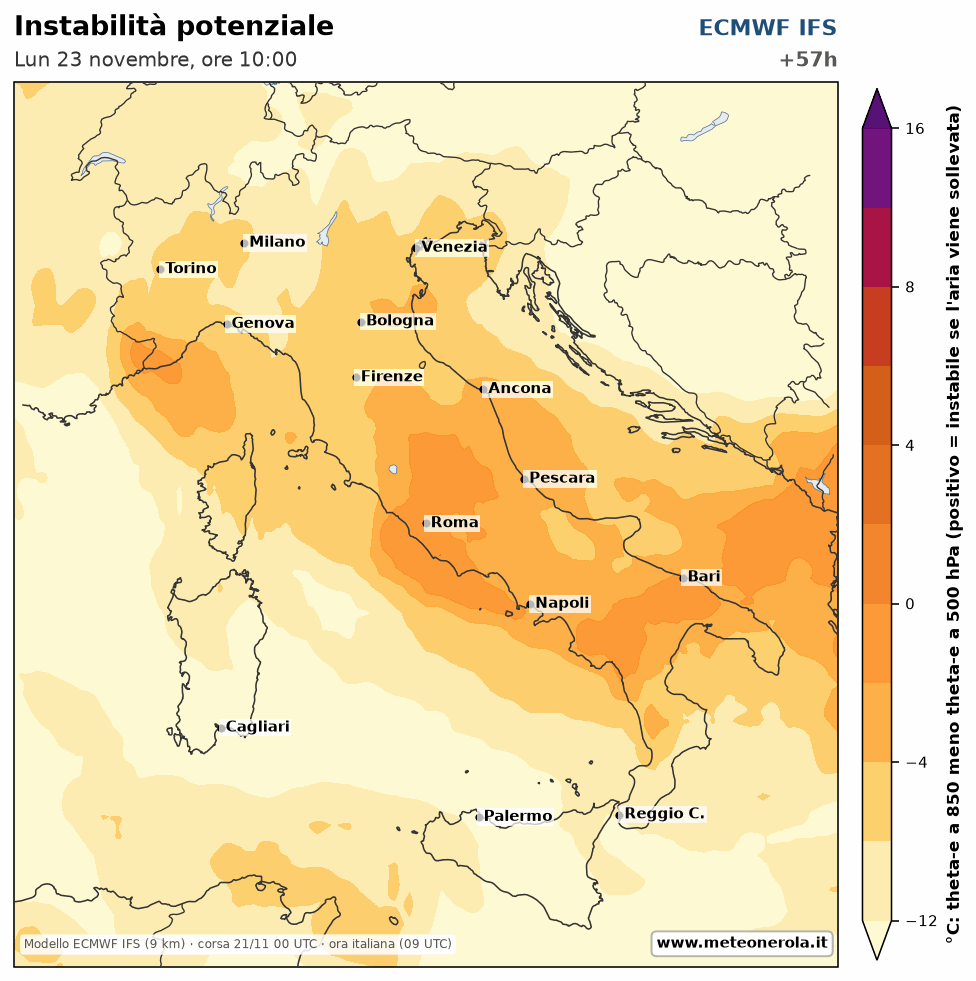 Instabilità potenziale
ECMWF IFS
Lun 23 novembre, ore 10:00
+57h
Milano
Venezia
Torino
Genova
Bologna
Firenze
Ancona
Pescara
Roma
Bari
Napoli
Cagliari
Palermo
Reggio C.
16
8
4
0
−4
−12
°C: theta-e a 850 meno theta-e a 500 hPa (positivo = instabile se l'aria viene sollevata)
Modello ECMWF IFS (9 km) · corsa 21/11 00 UTC · ora italiana (09 UTC)
www.meteonerola.it